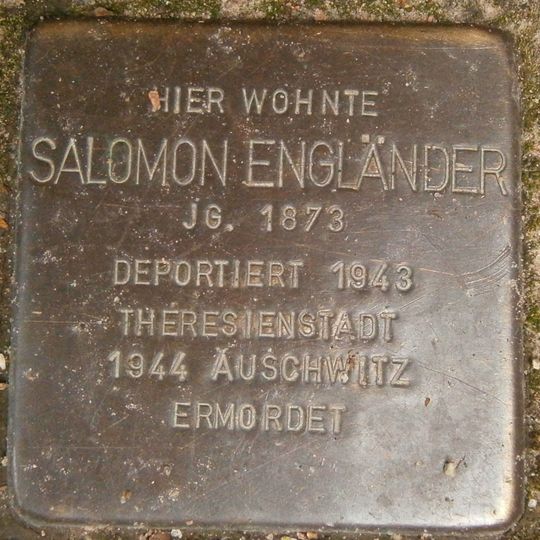 HIER WOHNTE
SALOMON ENGLÄNDER
JG. 1873
DEPORTIERT 1943
THERESIENSTADT
1944 AUSCHWITZ
ERMORDET